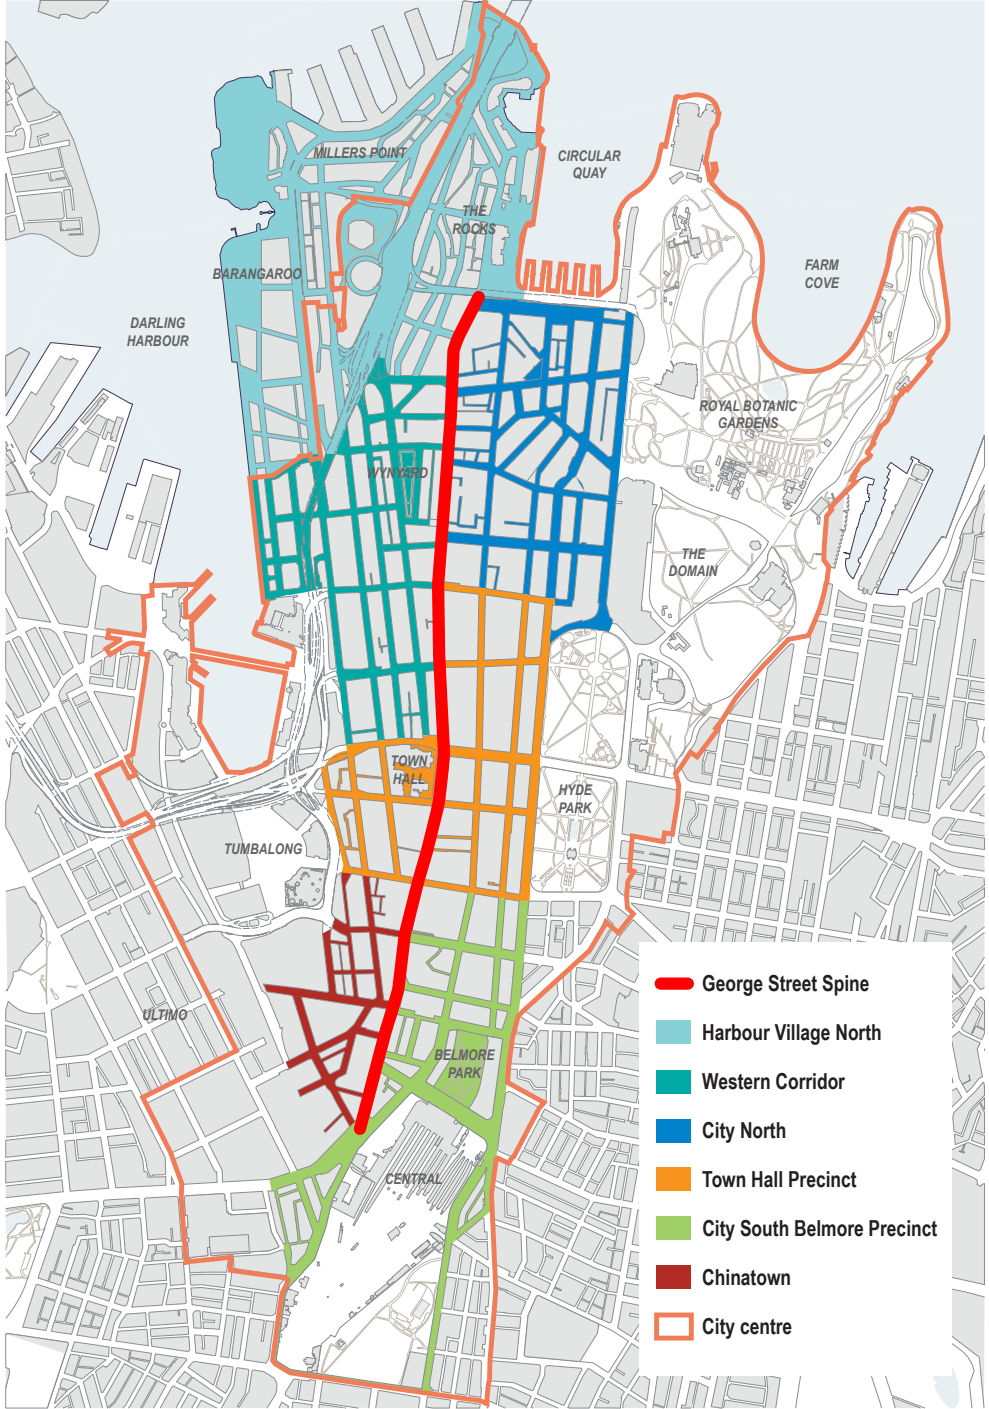 MILLERS POINT
CIRCULAR
QUAY
THE
ROCKS
BARANGAROO
FARM
COVE
DARLING
HARBOUR
ROYAL BOTANIC
GARDENS
WYNYARD
THE
DOMAIN
TOWN
HALL
HYDE
PARK
TUMBALONG
ULTIMO
BELMORE
PARK
CENTRAL
George Street Spine
Harbour Village North
Western Corridor
City North
Town Hall Precinct
City South Belmore Precinct
Chinatown
City centre